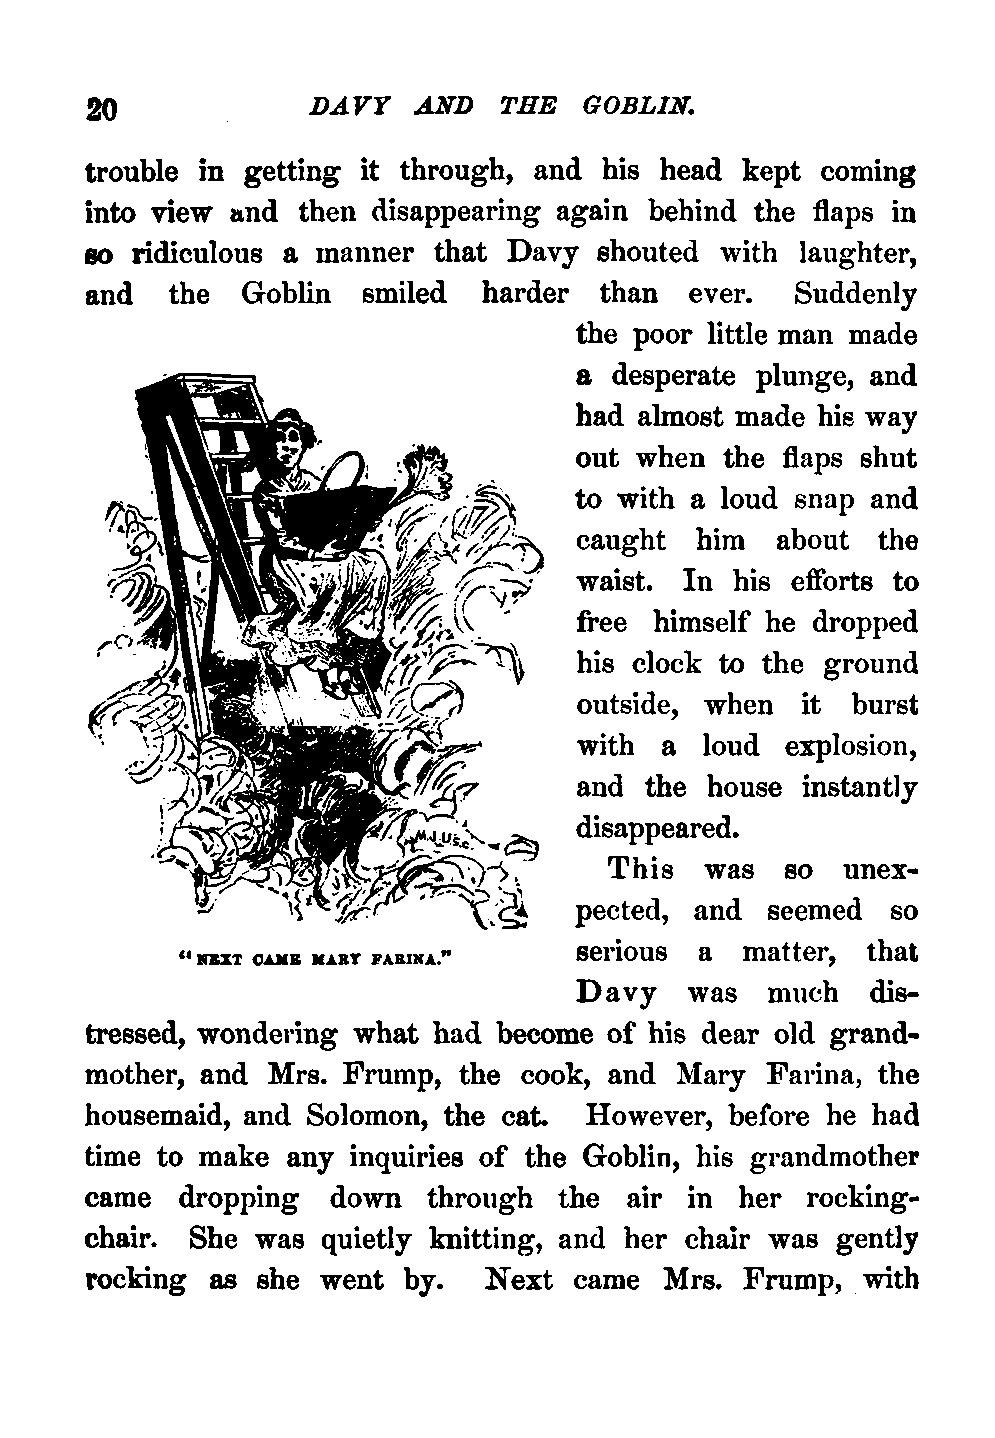 20 DAVY AND THE GOBLIN.
trouble in getting it through, and his head kept coming
into view and then disappearing again behind the flaps in
so ridiculous a manner that Davy shouted with laughter,
and the Goblin smiled harder than ever. Suddenly
the poor little man made
a desperate plunge, and
had almost made his way
out when the flaps shut
to with a loud snap and
caught him about the
waist. In his efforts to
free himself he dropped
his clock to the ground
outside, when it burst
with a loud explosion,
and the house instantly
disappeared.
This was so unex-
pected, and seemed so
serious a matter, that
Davy was much dis-
"NEXT CAME MARY FARINA."
tressed, wondering what had become of his dear old grand-
mother, and Mrs. Frump, the cook, and Mary Farina, the
housemaid, and Solomon, the cat. However, before he had
time to make any inquiries of the Goblin, his grandmother
came dropping down through the air in her rocking-
chair. She was quietly knitting, and her chair was gently
rocking as she went by. Next came Mrs. Frump, with